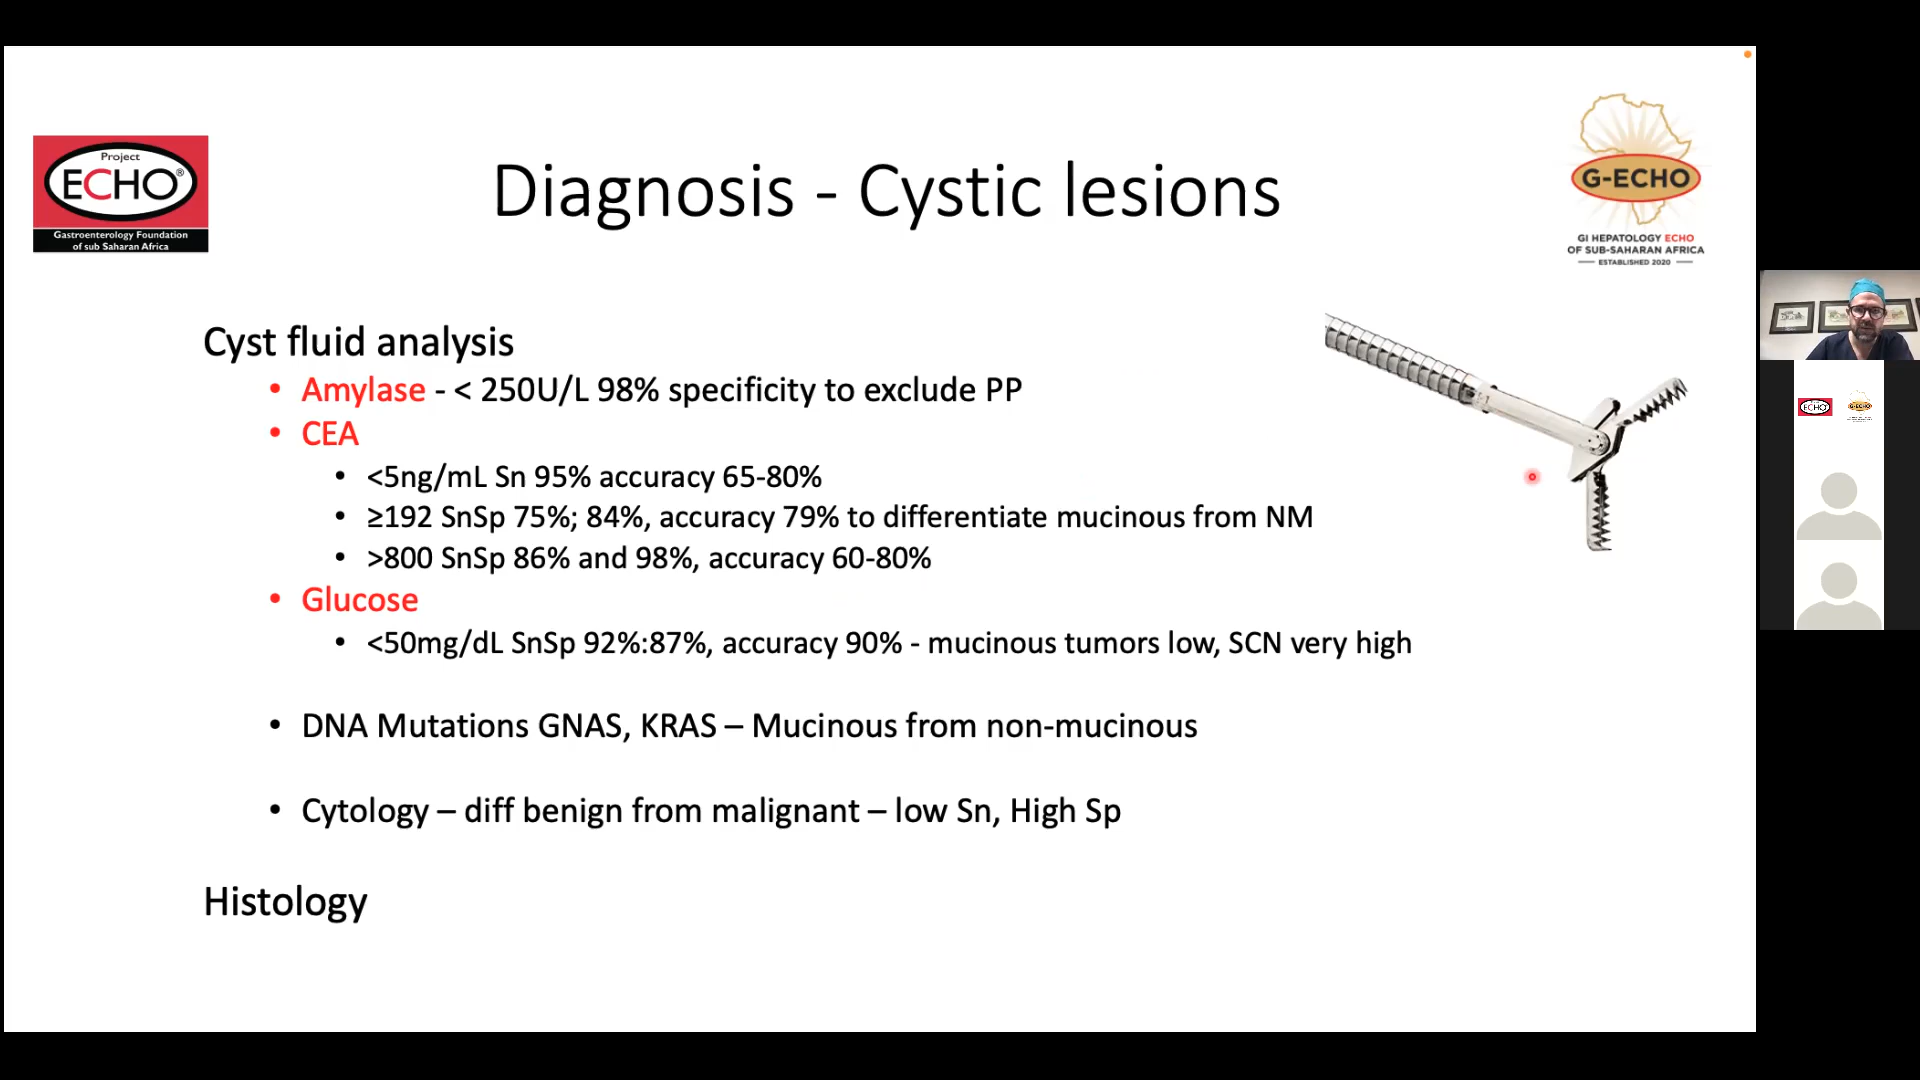 Project
ECHO®
Gastroenterology Foundation
of sub Saharan Africa
Diagnosis - Cystic lesions
G-ECHO
GI HEPATOLOGY ECHO
OF SUB-SAHARAN AFRICA
ESTABLISHED 2020
Cyst fluid analysis
• Amylase - < 250U/L 98% specificity to exclude PP
• CEA
• <5ng/mL Sn 95% accuracy 65-80%
• ≥192 SnSp 75%; 84%, accuracy 79% to differentiate mucinous from NM
• >800 SnSp 86% and 98%, accuracy 60-80%
• Glucose
• <50mg/dL SnSp 92%:87%, accuracy 90% - mucinous tumors low, SCN very high
• DNA Mutations GNAS, KRAS – Mucinous from non-mucinous
• Cytology – diff benign from malignant – low Sn, High Sp
Histology
ECHO
G-ECHO